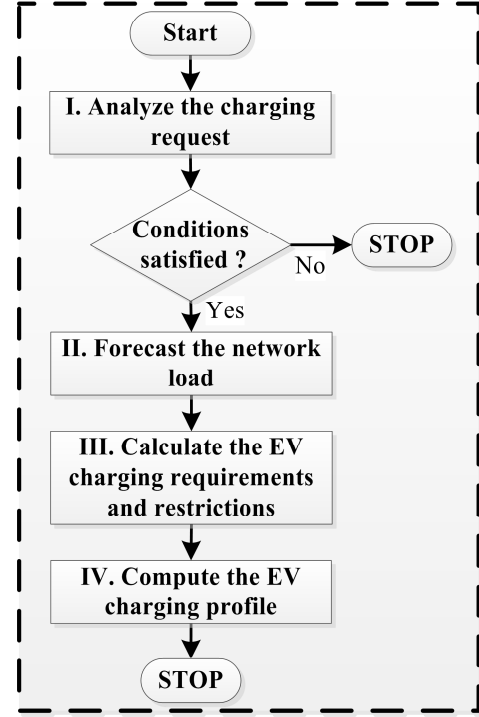 Start
I. Analyze the charging
request
Conditions
satisfied ?
STOP
No
Yes
II. Forecast the network
load
III. Calculate the EV
charging requirements
and restrictions
IV. Compute the EV
charging profile
STOP